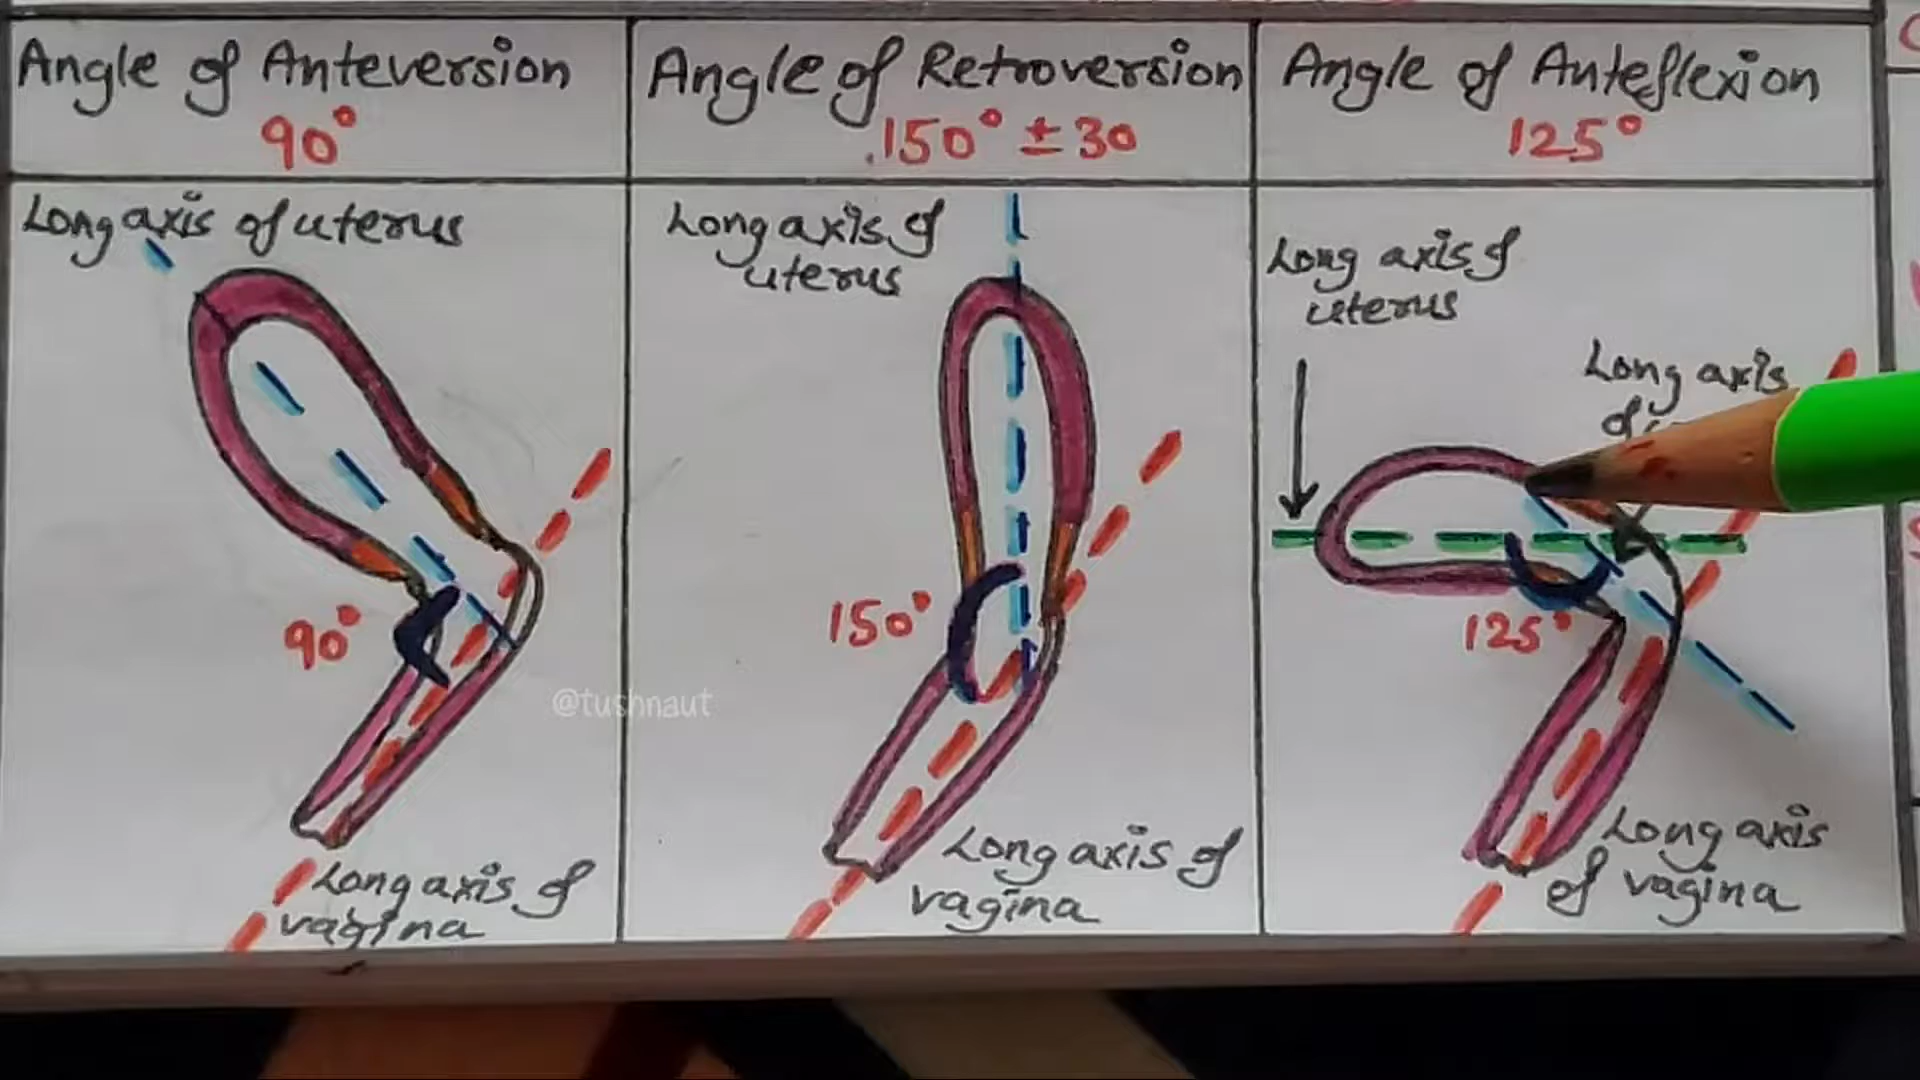 Angle of Anteversion
90°
Angle of Retroversion
150° ± 30
Angle of Anteflexion
125°
Long axis of uterus
90°
Long axis of
vagina
Long axis of
uterus
150°
Long axis of
vagina
Long axis of
uterus
Long axis
of
125°
Long axis
of vagina
@tushnaut